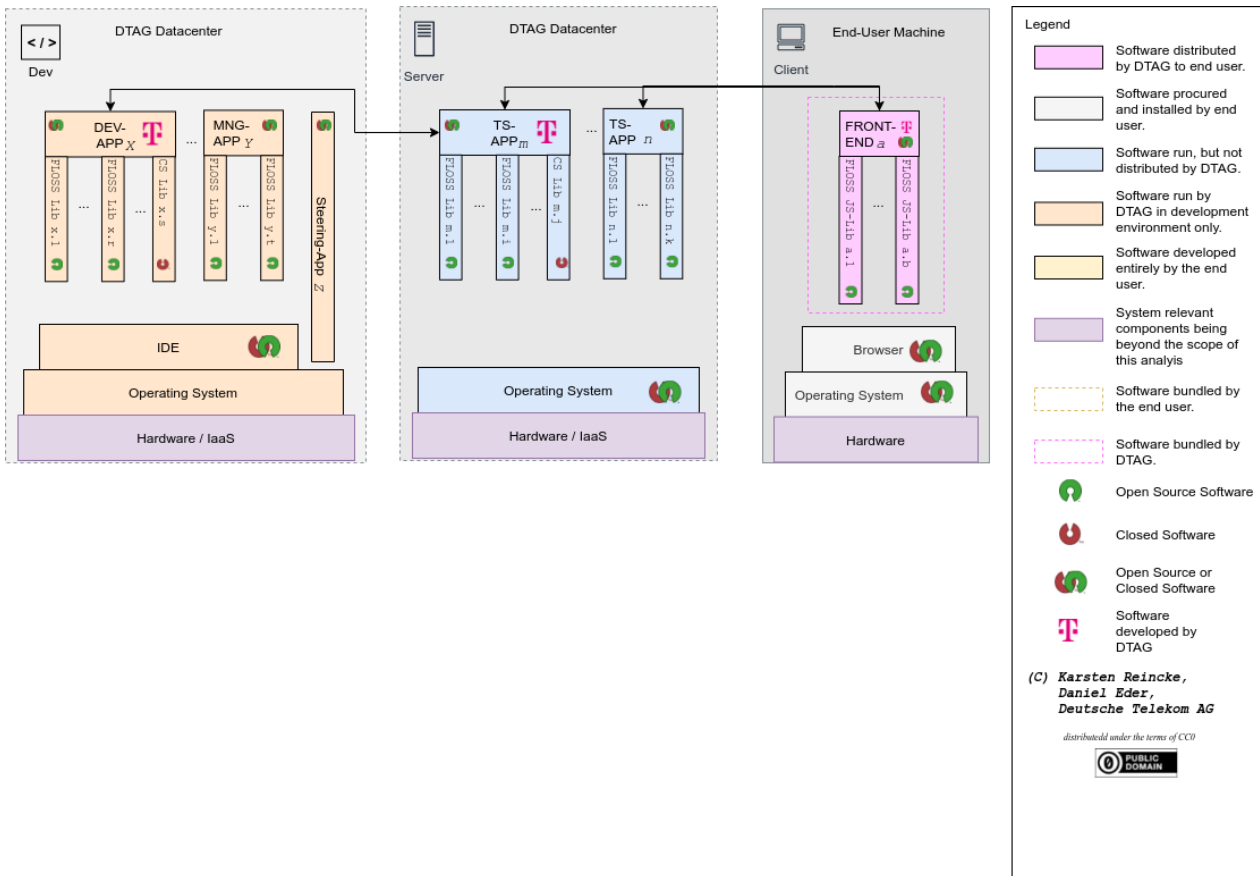 DTAG Datacenter
< / >
Dev
DEV-
APP X
T
...
MNG-
APP Y
FLOSS Lib x.1
...
FLOSS Lib x.r
...
CS Lib x.s
FLOSS Lib y.1
...
FLOSS Lib y.t
Steering-App Z
IDE
Operating System
Hardware / IaaS
DTAG Datacenter
Server
TS-
APP m
T
...
TS-
APP n
FLOSS Lib m.1
...
FLOSS Lib m.i
...
CS Lib m.j
FLOSS Lib n.1
...
FLOSS Lib n.k
Operating System
Hardware / IaaS
End-User Machine
Client
FRONT-
END a
T
FLOSS JS-Lib a.1
...
FLOSS JS-Lib a.b
Browser
Operating System
Hardware
Legend
Software distributed
by DTAG to end user.
Software procured
and installed by end
user.
Software run, but not
distributed by DTAG.
Software run by
DTAG in development
environment only.
Software developed
entirely by the end
user.
System relevant
components being
beyond the scope of
this analyis
Software bundled by
the end user.
Software bundled by
DTAG.
Open Source Software
Closed Software
Open Source or
Closed Software
T
Software
developed by
DTAG
(C) Karsten Reincke,
Daniel Eder,
Deutsche Telekom AG
distributedd under the terms of CC0
0
PUBLIC
DOMAIN